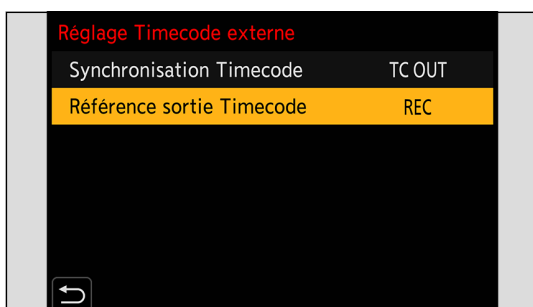 Réglage Timecode externe
Synchronisation Timecode TC OUT
Référence sortie Timecode REC